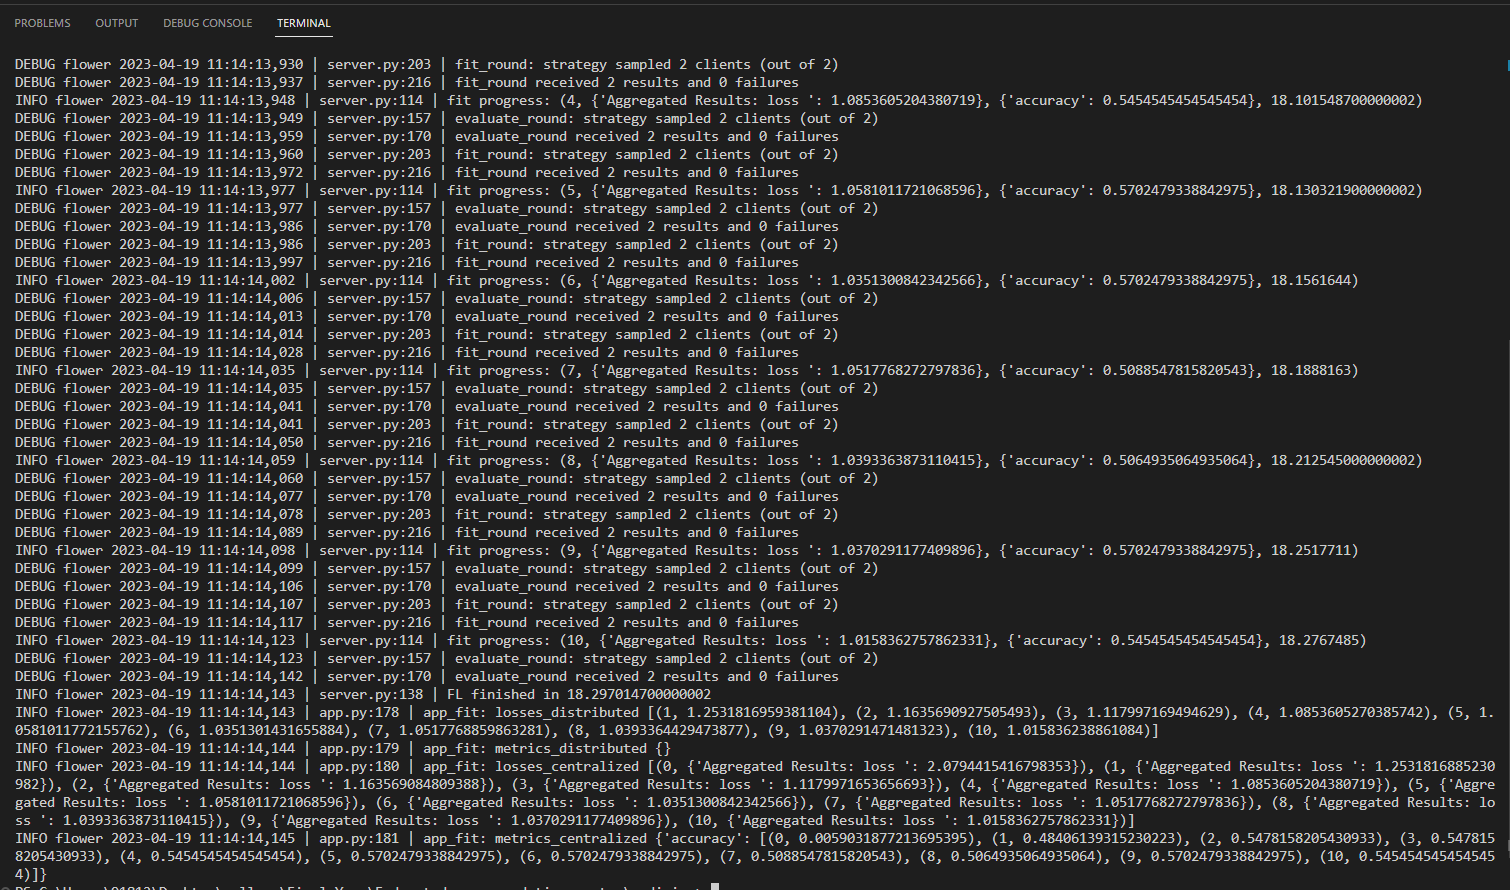 PROBLEMS OUTPUT DEBUG CONSOLE TERMINAL
DEBUG flower 2023-04-19 11:14:13,930 | server.py:203 | fit_round: strategy sampled 2 clients (out of 2)
DEBUG flower 2023-04-19 11:14:13,937 | server.py:216 | fit_round received 2 results and 0 failures
INFO flower 2023-04-19 11:14:13,948 | server.py:114 | fit progress: (4, {'Aggregated Results: loss ': 1.0853605204380719}, {'accuracy': 0.5454545454545454}, 18.101548700000002)
DEBUG flower 2023-04-19 11:14:13,949 | server.py:157 | evaluate_round: strategy sampled 2 clients (out of 2)
DEBUG flower 2023-04-19 11:14:13,959 | server.py:170 | evaluate_round received 2 results and 0 failures
DEBUG flower 2023-04-19 11:14:13,960 | server.py:203 | fit_round: strategy sampled 2 clients (out of 2)
DEBUG flower 2023-04-19 11:14:13,972 | server.py:216 | fit_round received 2 results and 0 failures
INFO flower 2023-04-19 11:14:13,977 | server.py:114 | fit progress: (5, {'Aggregated Results: loss ': 1.0581011721068596}, {'accuracy': 0.5702479338842975}, 18.130321900000002)
DEBUG flower 2023-04-19 11:14:13,977 | server.py:157 | evaluate_round: strategy sampled 2 clients (out of 2)
DEBUG flower 2023-04-19 11:14:13,986 | server.py:170 | evaluate_round received 2 results and 0 failures
DEBUG flower 2023-04-19 11:14:13,986 | server.py:203 | fit_round: strategy sampled 2 clients (out of 2)
DEBUG flower 2023-04-19 11:14:13,997 | server.py:216 | fit_round received 2 results and 0 failures
INFO flower 2023-04-19 11:14:14,002 | server.py:114 | fit progress: (6, {'Aggregated Results: loss ': 1.0351300842342566}, {'accuracy': 0.5702479338842975}, 18.1561644)
DEBUG flower 2023-04-19 11:14:14,006 | server.py:157 | evaluate_round: strategy sampled 2 clients (out of 2)
DEBUG flower 2023-04-19 11:14:14,013 | server.py:170 | evaluate_round received 2 results and 0 failures
DEBUG flower 2023-04-19 11:14:14,014 | server.py:203 | fit_round: strategy sampled 2 clients (out of 2)
DEBUG flower 2023-04-19 11:14:14,028 | server.py:216 | fit_round received 2 results and 0 failures
INFO flower 2023-04-19 11:14:14,035 | server.py:114 | fit progress: (7, {'Aggregated Results: loss ': 1.0517768272797836}, {'accuracy': 0.5088547815820543}, 18.1888163)
DEBUG flower 2023-04-19 11:14:14,035 | server.py:157 | evaluate_round: strategy sampled 2 clients (out of 2)
DEBUG flower 2023-04-19 11:14:14,041 | server.py:170 | evaluate_round received 2 results and 0 failures
DEBUG flower 2023-04-19 11:14:14,041 | server.py:203 | fit_round: strategy sampled 2 clients (out of 2)
DEBUG flower 2023-04-19 11:14:14,050 | server.py:216 | fit_round received 2 results and 0 failures
INFO flower 2023-04-19 11:14:14,059 | server.py:114 | fit progress: (8, {'Aggregated Results: loss ': 1.0393363873110415}, {'accuracy': 0.5064935064935064}, 18.212545000000002)
DEBUG flower 2023-04-19 11:14:14,060 | server.py:157 | evaluate_round: strategy sampled 2 clients (out of 2)
DEBUG flower 2023-04-19 11:14:14,077 | server.py:170 | evaluate_round received 2 results and 0 failures
DEBUG flower 2023-04-19 11:14:14,078 | server.py:203 | fit_round: strategy sampled 2 clients (out of 2)
DEBUG flower 2023-04-19 11:14:14,089 | server.py:216 | fit_round received 2 results and 0 failures
INFO flower 2023-04-19 11:14:14,098 | server.py:114 | fit progress: (9, {'Aggregated Results: loss ': 1.0370291177409896}, {'accuracy': 0.5702479338842975}, 18.2517711)
DEBUG flower 2023-04-19 11:14:14,099 | server.py:157 | evaluate_round: strategy sampled 2 clients (out of 2)
DEBUG flower 2023-04-19 11:14:14,106 | server.py:170 | evaluate_round received 2 results and 0 failures
DEBUG flower 2023-04-19 11:14:14,107 | server.py:203 | fit_round: strategy sampled 2 clients (out of 2)
DEBUG flower 2023-04-19 11:14:14,117 | server.py:216 | fit_round received 2 results and 0 failures
INFO flower 2023-04-19 11:14:14,123 | server.py:114 | fit progress: (10, {'Aggregated Results: loss ': 1.0158362757862331}, {'accuracy': 0.5454545454545454}, 18.2767485)
DEBUG flower 2023-04-19 11:14:14,123 | server.py:157 | evaluate_round: strategy sampled 2 clients (out of 2)
DEBUG flower 2023-04-19 11:14:14,142 | server.py:170 | evaluate_round received 2 results and 0 failures
INFO flower 2023-04-19 11:14:14,143 | server.py:138 | FL finished in 18.297014700000002
INFO flower 2023-04-19 11:14:14,143 | app.py:178 | app_fit: losses_distributed [(1, 1.2531816959381104), (2, 1.1635690927505493), (3, 1.117997169494629), (4, 1.0853605270385742), (5, 1.
0581011772155762), (6, 1.0351301431655884), (7, 1.0517768859863281), (8, 1.0393364429473877), (9, 1.0370291471481323), (10, 1.015836238861084)]
INFO flower 2023-04-19 11:14:14,144 | app.py:179 | app_fit: metrics_distributed {}
INFO flower 2023-04-19 11:14:14,144 | app.py:180 | app_fit: losses_centralized [(0, {'Aggregated Results: loss ': 2.0794415416798353}), (1, {'Aggregated Results: loss ': 1.2531816885230
982}), (2, {'Aggregated Results: loss ': 1.163569084809388}), (3, {'Aggregated Results: loss ': 1.1179971653656693}), (4, {'Aggregated Results: loss ': 1.0853605204380719}), (5, {'Aggre
gated Results: loss ': 1.0581011721068596}), (6, {'Aggregated Results: loss ': 1.0351300842342566}), (7, {'Aggregated Results: loss ': 1.0517768272797836}), (8, {'Aggregated Results: lo
ss ': 1.0393363873110415}), (9, {'Aggregated Results: loss ': 1.0370291177409896}), (10, {'Aggregated Results: loss ': 1.0158362757862331})]
INFO flower 2023-04-19 11:14:14,145 | app.py:181 | app_fit: metrics_centralized {'accuracy': [(0, 0.0059031877213695395), (1, 0.48406139315230223), (2, 0.5478158205430933), (3, 0.547815
8205430933), (4, 0.5454545454545454), (5, 0.5702479338842975), (6, 0.5702479338842975), (7, 0.5088547815820543), (8, 0.5064935064935064), (9, 0.5702479338842975), (10, 0.545454545454545
4)]}